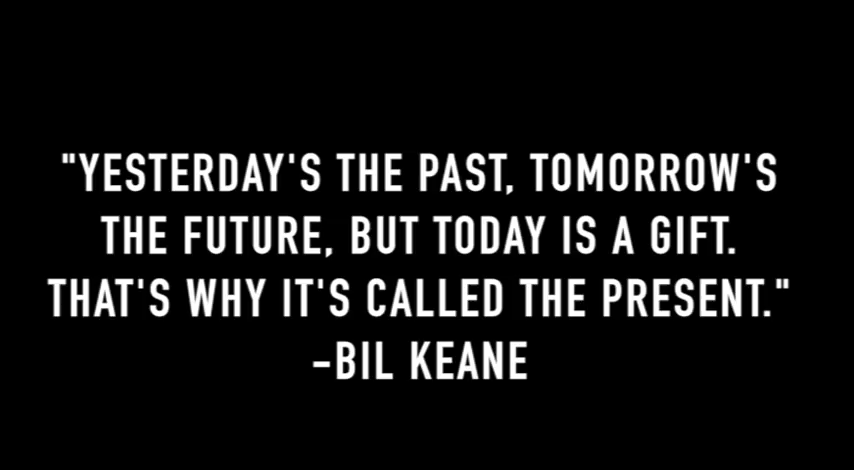 "YESTERDAY'S THE PAST, TOMORROW'S
THE FUTURE, BUT TODAY IS A GIFT.
THAT'S WHY IT'S CALLED THE PRESENT."
-BIL KEANE